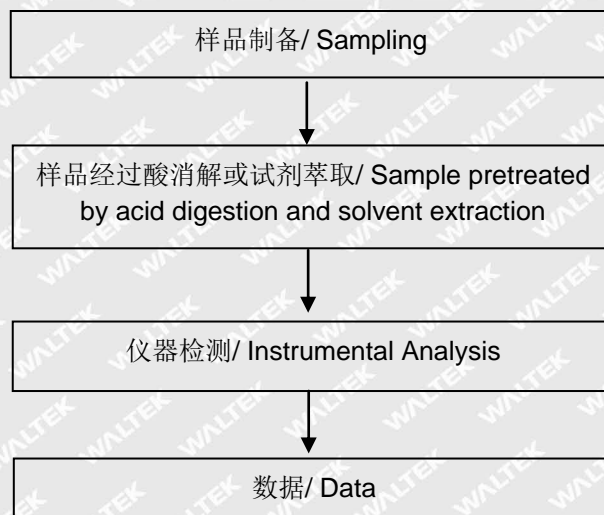 样品制备/ Sampling
样品经过酸消解或试剂萃取/ Sample pretreated
by acid digestion and solvent extraction
仪器检测/ Instrumental Analysis
数据/ Data
WALTEK